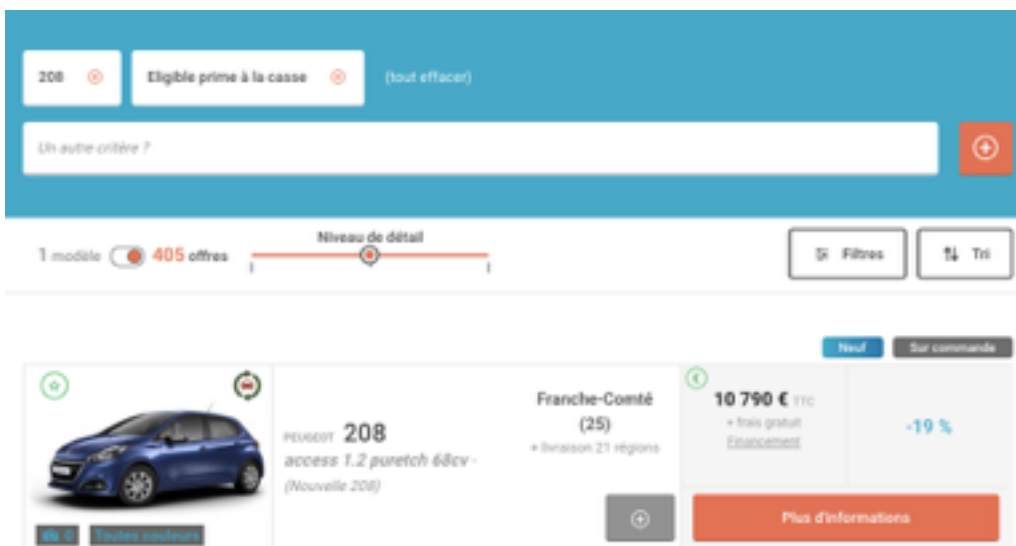 208
Eligible prime à la casse
(tout effacer)
Un autre critère ?
1 modèle 405 offres
Niveau de détail
Filtres
Tri
Neuf
Sur commande
PEUGEOT 208
access 1.2 puretch 68cv -
(Nouvelle 208)
Franche-Comté
(25)
+ livraison 21 régions
10 790 € TTC
+ frais gratuit
Financement
-19 %
0
Toutes couleurs
Plus d'informations